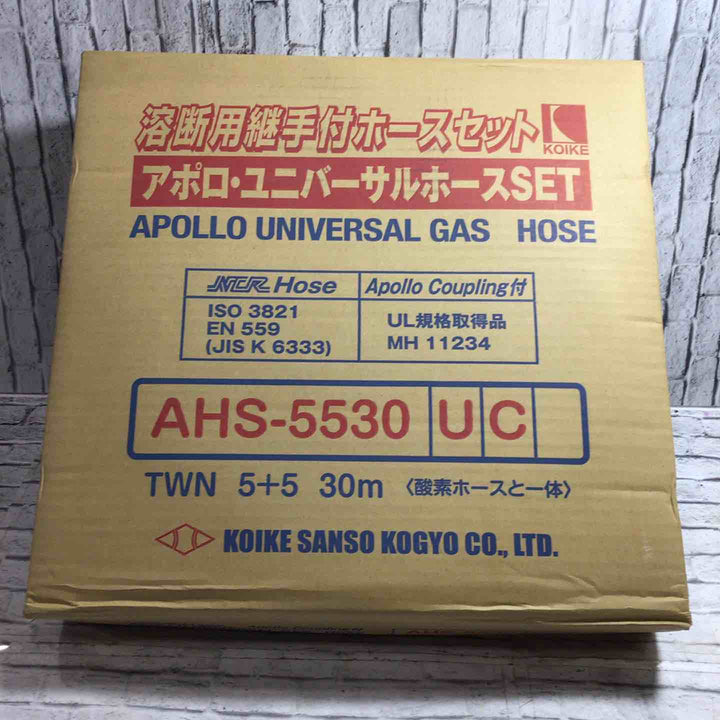 溶断用継手付ホースセット
KOIKE
アポロ・ユニバーサルホースSET
APOLLO UNIVERSAL GAS HOSE
NCR Hose
Apollo Coupling付
ISO 3821
EN 559
(JIS K 6333)
UL規格取得品
MH 11234
AHS-5530 U C
TWN 5+5 30m 〈酸素ホースと一体〉
KOIKE SANSO KOGYO CO., LTD.